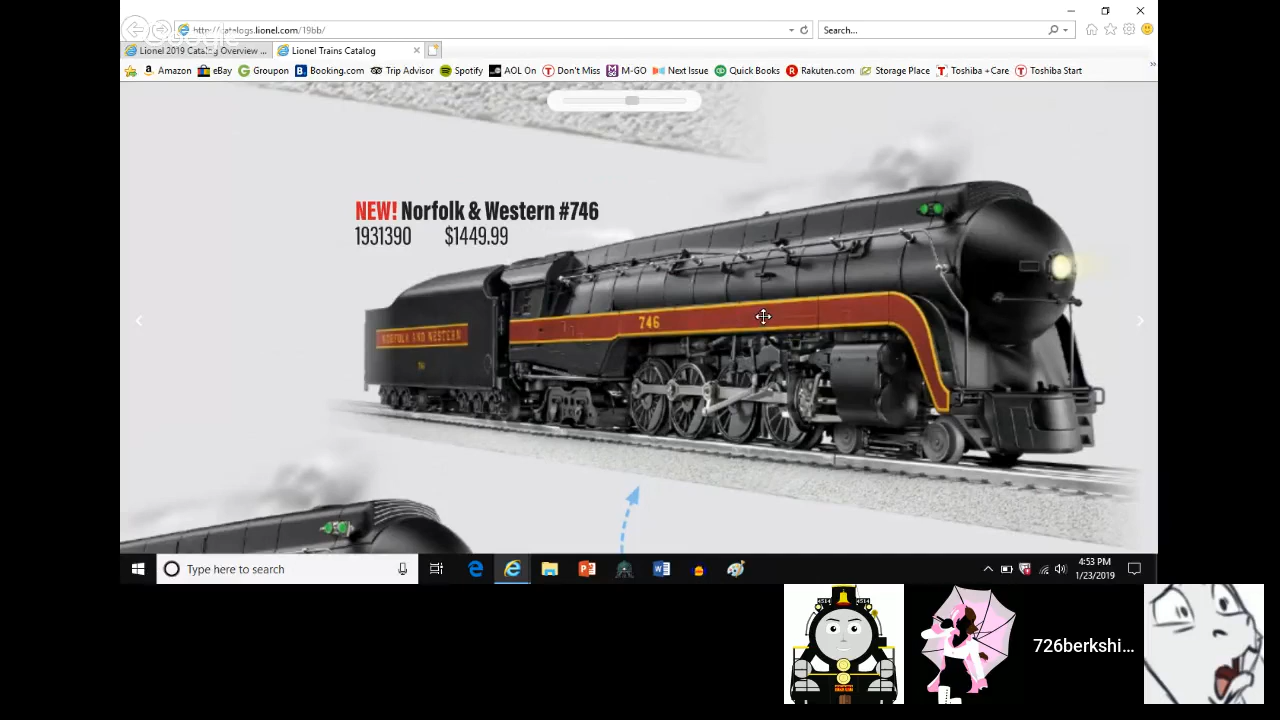 http://catalogs.lionel.com/19bb/
Search...
Lionel 2019 Catalog Overview ...
Lionel Trains Catalog
Amazon eBay Groupon Booking.com Trip Advisor Spotify AOL On Don't Miss M-GO Next Issue Quick Books Rakuten.com Storage Place Toshiba +Care Toshiba Start
NEW! Norfolk & Western #746
1931390 $1449.99
746
NORFOLK AND WESTERN
Type here to search
4:53 PM
1/23/2019
726berkshi...